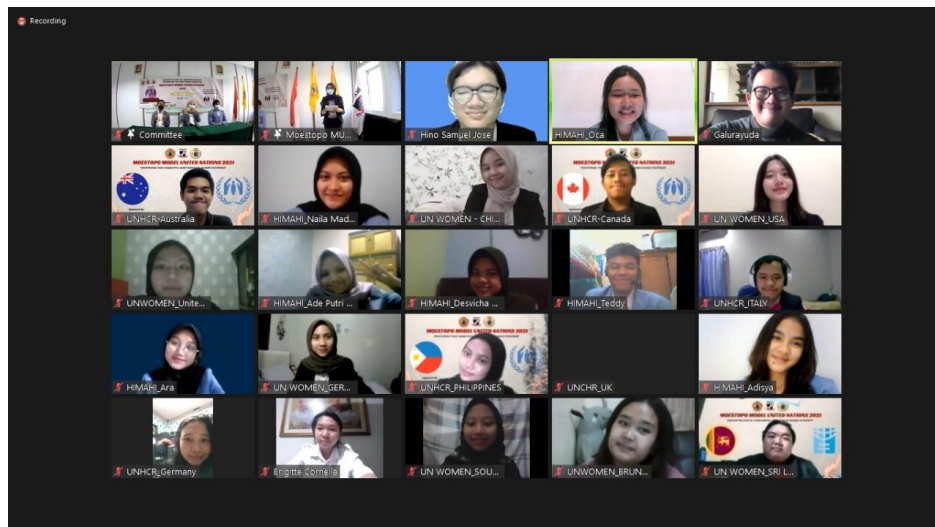 Recording
Committee
Moestopo MU...
Hino Samuel Jose
HIMAHI_Oca
Galurayuda
MOESTOPO MODEL UNITED NATIONS 2021
UNHCR-Australia
HIMAHI_Naila Mad...
UN WOMEN - CHI...
MOESTOPO MODEL UNITED NATIONS 2021
UNHCR-Canada
UN WOMEN_USA
UNWOMEN_Unite...
HIMAHI_Ade Putri ...
HIMAHI_Desvicha ...
HIMAHI_Teddy
UNHCR_ITALY
HIMAHI_Ara
UN WOMEN_GER...
MOESTOPO MODEL UNITED NATIONS 2021
UNHCR_PHILIPPINES
UNCHR_UK
HIMAHI_Adisya
UNHCR_Germany
Brigitte Cornelia
UN WOMEN_SOU...
UNWOMEN_BRUN...
MOESTOPO MODEL UNITED NATIONS 2021
UN WOMEN_SRI L...